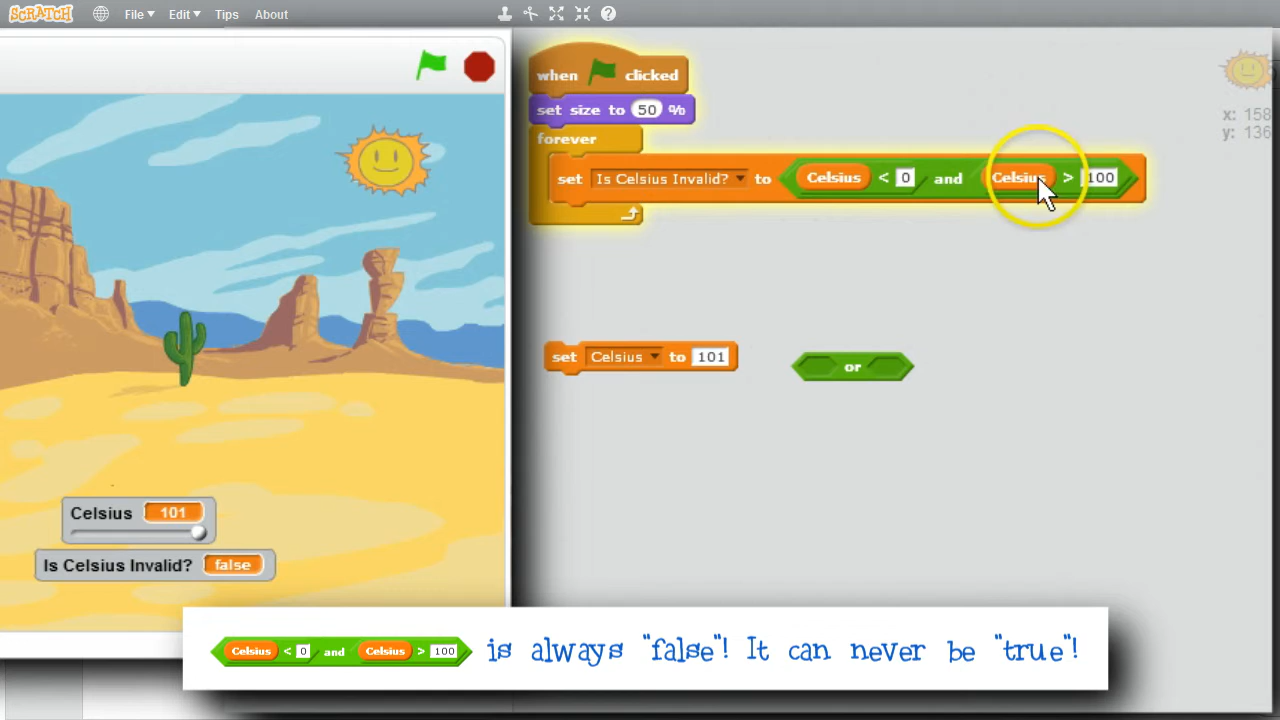 SCRATCH File Edit Tips About
when clicked
set size to 50 %
x: 158
y: 136
forever
set Is Celsius Invalid? to Celsius < 0 and Celsius > 100
set Celsius to 101
or
Celsius 101
Is Celsius Invalid? false
Celsius < 0 and Celsius > 100 is always "false"! It can never be "true"!